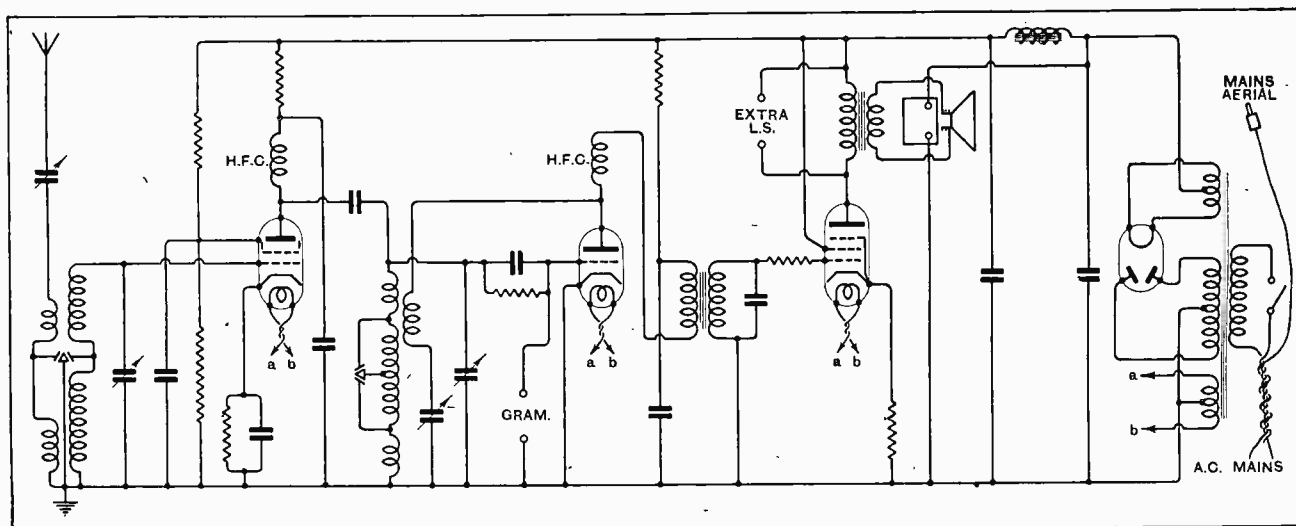 H.F.C.
a b
GRAM.
H.F.C.
a b
EXTRA
L.S.
a b
MAINS
AERIAL
a
b
A.C. MAINS